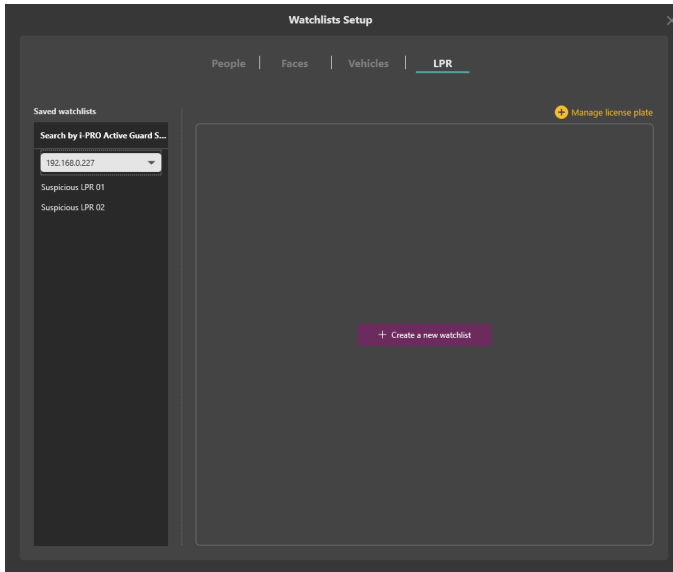 Watchlists Setup
People
Faces
Vehicles
LPR
Saved watchlists
Manage license plate
Search by i-PRO Active Guard S...
192.168.0.227
Suspicious LPR 01
Suspicious LPR 02
Create a new watchlist